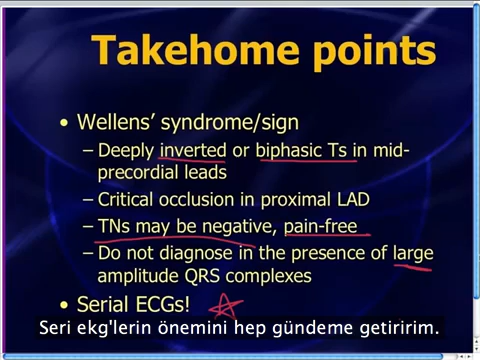 Takehome points
• Wellens' syndrome/sign
– Deeply inverted or biphasic Ts in mid-
precordial leads
– Critical occlusion in proximal LAD
– TNs may be negative, pain-free
– Do not diagnose in the presence of large
amplitude QRS complexes
• Serial ECGs!
Seri ekg'lerin önemini hep gündeme getiririm.